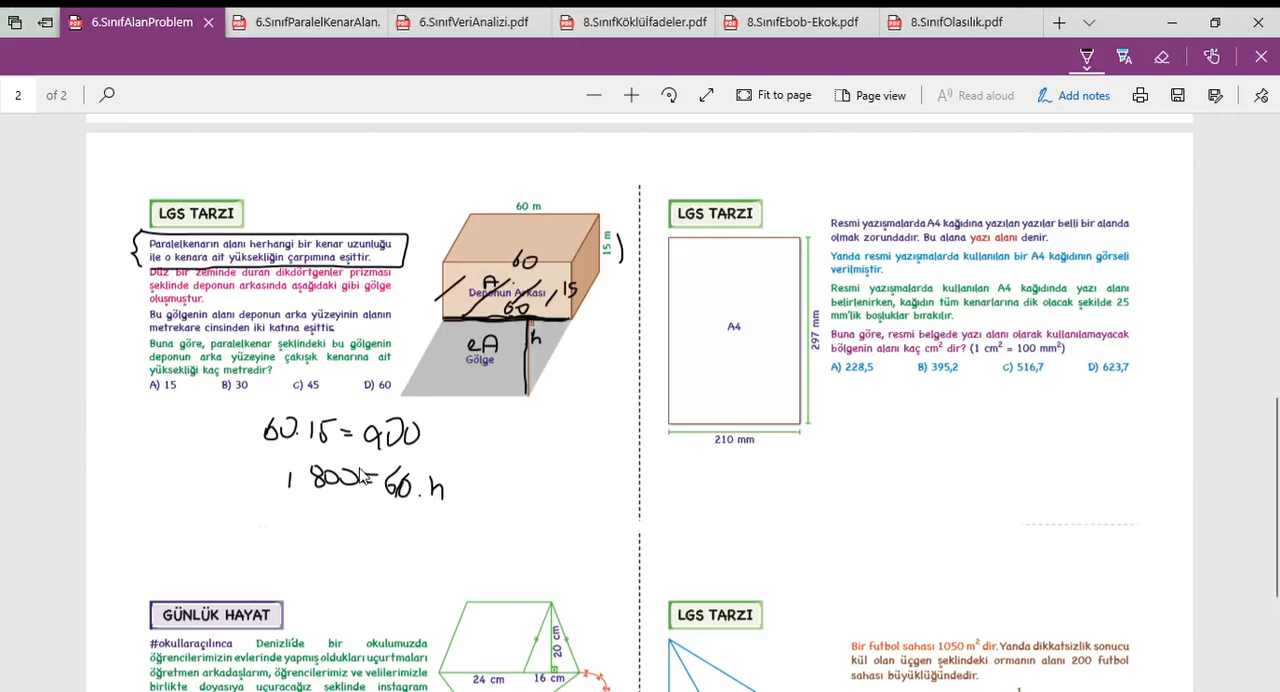 6.SınıfAlanProblem
6.SınıfParalelKenarAlan.
6.SınıfVeriAnalizi.pdf
8.SınıfKöklüİfadeler.pdf
8.SınıfEbob-Ekok.pdf
8.SınıfOlasılık.pdf
2 of 2
Fit to page
Page view
Read aloud
Add notes
LGS TARZI
Paralelkenarın alanı herhangi bir kenar uzunluğu
ile o kenara ait yüksekliğin çarpımına eşittir.
Düz bir zeminde duran dikdörtgenler prizması
şeklinde deponun arkasında aşağıdaki gibi gölge
oluşmuştur.
Bu gölgenin alanı deponun arka yüzeyinin alanın
metrekare cinsinden iki katına eşittir.
Buna göre, paralelkenar şeklindeki bu gölgenin
deponun arka yüzeyine çakışık kenarına ait
yüksekliği kaç metredir?
A) 15 B) 30 C) 45 D) 60
60 m
15 m
60
A
15
Deponun Arkası
60
h
2A
Gölge
60.15=900
1800=60.h
LGS TARZI
A4
297 mm
210 mm
Resmi yazışmalarda A4 kağıdına yazılan yazılar belli bir alanda
olmak zorundadır. Bu alana yazı alanı denir.
Yanda resmi yazışmalarda kullanılan bir A4 kağıdının görseli
verilmiştir.
Resmi yazışmalarda kullanılan A4 kağıdında yazı alanı
belirlenirken, kağıdın tüm kenarlarına dik olacak şekilde 25
mm'lik boşluklar bırakılır.
Buna göre, resmi belgede yazı alanı olarak kullanılamayacak
bölgenin alanı kaç cm² dir? (1 cm² = 100 mm²)
A) 228,5 B) 395,2 C) 516,7 D) 623,7
GÜNLÜK HAYAT
#okullaraçılınca Denizli'de bir okulumuzda
öğrencilerimizin evlerinde yapmış oldukları uçurtmaları
öğretmen arkadaşlarım, öğrencilerimiz ve velilerimizle
birlikte doyasıya uçuracağız şeklinde instagram
20 cm
24 cm
16 cm
LGS TARZI
Bir futbol sahası 1050 m² dir. Yanda dikkatsizlik sonucu
kül olan üçgen şeklindeki ormanın alanı 200 futbol
sahası büyüklüğündedir.